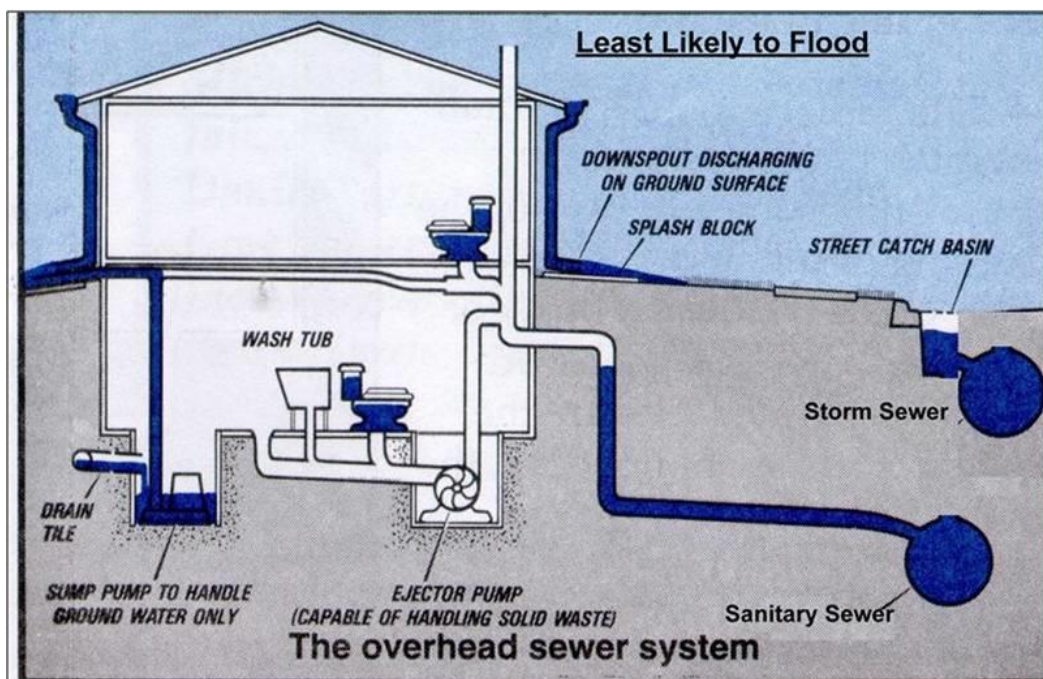 Least Likely to Flood
DOWNSPOUT DISCHARGING
ON GROUND SURFACE
SPLASH BLOCK
STREET CATCH BASIN
WASH TUB
Storm Sewer
DRAIN
TILE
SUMP PUMP TO HANDLE
GROUND WATER ONLY
EJECTOR PUMP
(CAPABLE OF HANDLING SOLID WASTE)
Sanitary Sewer
The overhead sewer system